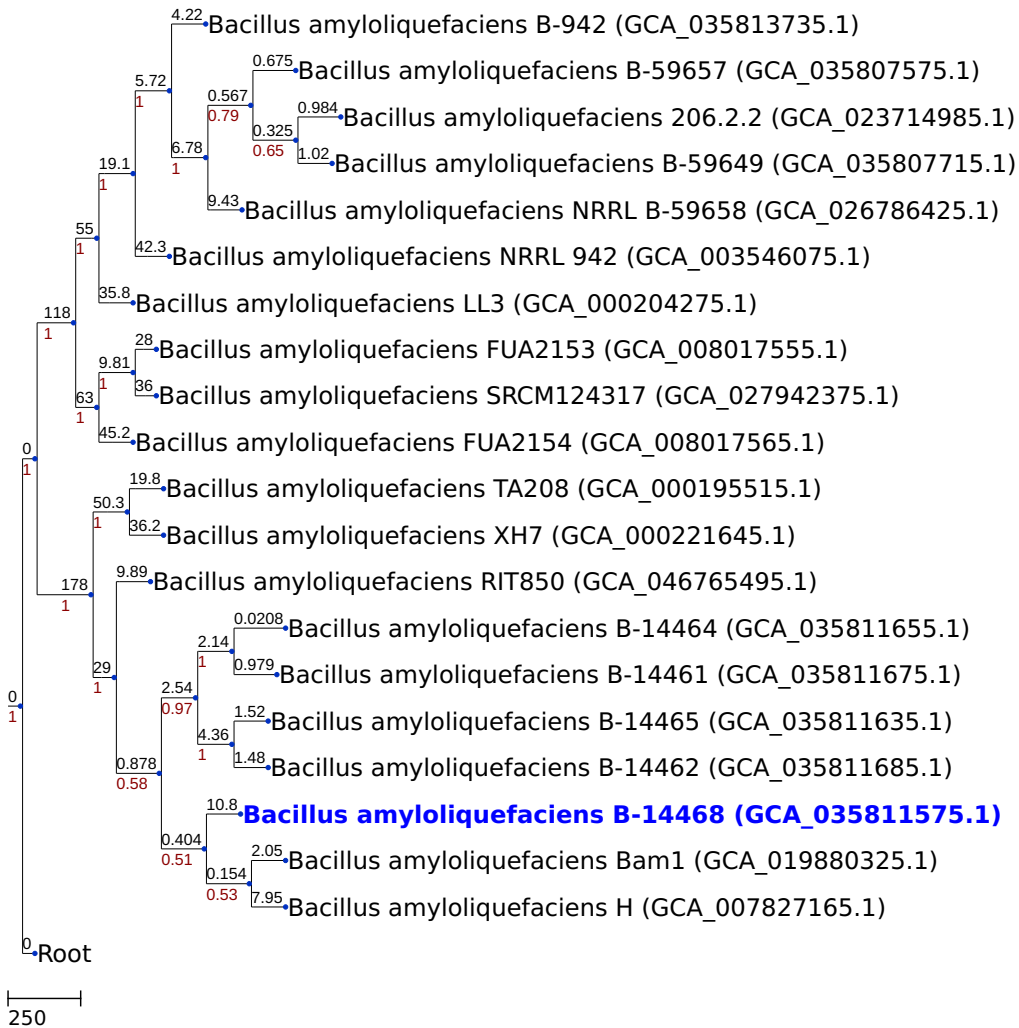 4.22
Bacillus amyloliquefaciens B-942 (GCA_035813735.1)
0.675
Bacillus amyloliquefaciens B-59657 (GCA_035807575.1)
5.72
1
0.567
0.79
0.984
Bacillus amyloliquefaciens 206.2.2 (GCA_023714985.1)
0.325
0.65
6.78
1
1.02
Bacillus amyloliquefaciens B-59649 (GCA_035807715.1)
19.1
1
9.43
Bacillus amyloliquefaciens NRRL B-59658 (GCA_026786425.1)
55
1
42.3
Bacillus amyloliquefaciens NRRL 942 (GCA_003546075.1)
35.8
Bacillus amyloliquefaciens LL3 (GCA_000204275.1)
118
1
28
Bacillus amyloliquefaciens FUA2153 (GCA_008017555.1)
9.81
1
36
Bacillus amyloliquefaciens SRCM124317 (GCA_027942375.1)
63
1
45.2
Bacillus amyloliquefaciens FUA2154 (GCA_008017565.1)
0
1
19.8
Bacillus amyloliquefaciens TA208 (GCA_000195515.1)
50.3
1
36.2
Bacillus amyloliquefaciens XH7 (GCA_000221645.1)
178
1
9.89
Bacillus amyloliquefaciens RIT850 (GCA_046765495.1)
0.0208
Bacillus amyloliquefaciens B-14464 (GCA_035811655.1)
2.14
1
0.979
Bacillus amyloliquefaciens B-14461 (GCA_035811675.1)
29
1
2.54
0.97
1.52
Bacillus amyloliquefaciens B-14465 (GCA_035811635.1)
0
1
4.36
1
1.48
Bacillus amyloliquefaciens B-14462 (GCA_035811685.1)
0.878
0.58
10.8
Bacillus amyloliquefaciens B-14468 (GCA_035811575.1)
0.404
0.51
2.05
Bacillus amyloliquefaciens Bam1 (GCA_019880325.1)
0.154
0.53
7.95
Bacillus amyloliquefaciens H (GCA_007827165.1)
0
Root
250